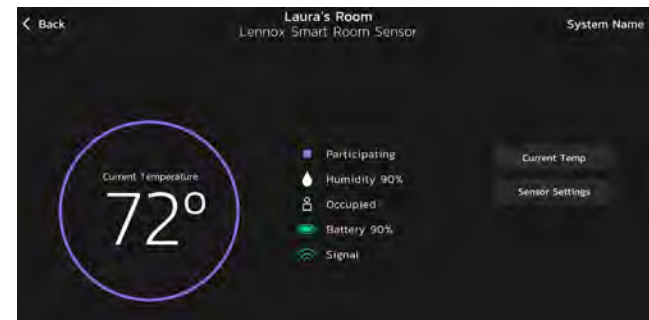 Back
Laura's Room
Lennox Smart Room Sensor
System Name
Current Temperature
72°
Participating
Humidity 90%
Occupied
Battery 90%
Signal
Current Temp
Sensor Settings